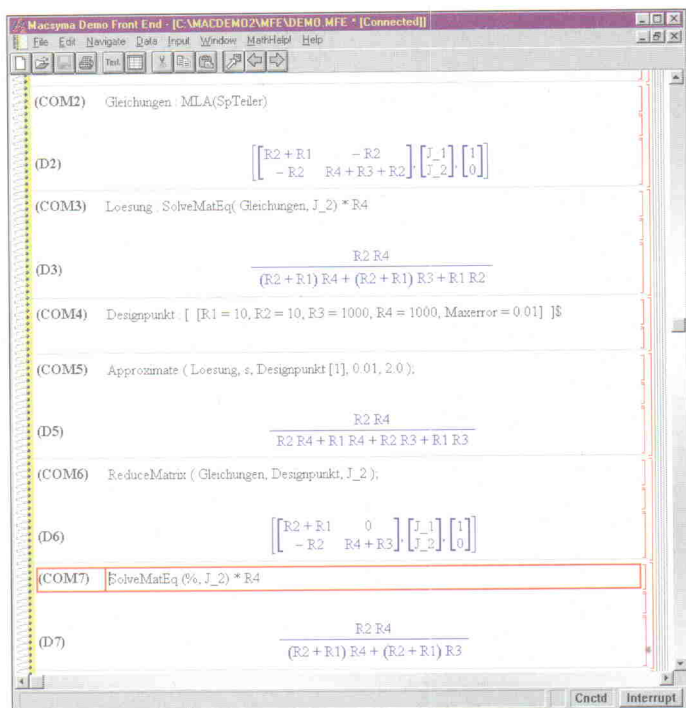 Macsyma Demo Front End - [C:\MACDEMO2\MFE\DEMO.MFE * [Connected]]
File Edit Navigate Data Input Window MathHelp! Help
Text
(COM2) Gleichungen : MLA(SpTeiler)
(D2) [[R2 + R1 - R2
- R2 R4 + R3 + R2], [J_1
J_2], [1
0]]
(COM3) Loesung : SolveMatEq( Gleichungen, J_2) * R4
R2 R4
(D3)
(R2 + R1) R4 + (R2 + R1) R3 + R1 R2
(COM4) Designpunkt : [ [R1 = 10, R2 = 10, R3 = 1000, R4 = 1000, Maxerror = 0.01] ]$
(COM5) Approximate ( Loesung, s, Designpunkt [1], 0.01, 2.0 );
R2 R4
(D5)
R2 R4 + R1 R4 + R2 R3 + R1 R3
(COM6) ReduceMatrix ( Gleichungen, Designpunkt, J_2 );
(D6) [[R2 + R1 0
- R2 R4 + R3], [J_1
J_2], [1
0]]
(COM7) SolveMatEq (%, J_2) * R4
R2 R4
(D7)
(R2 + R1) R4 + (R2 + R1) R3
Cnctd Interrupt